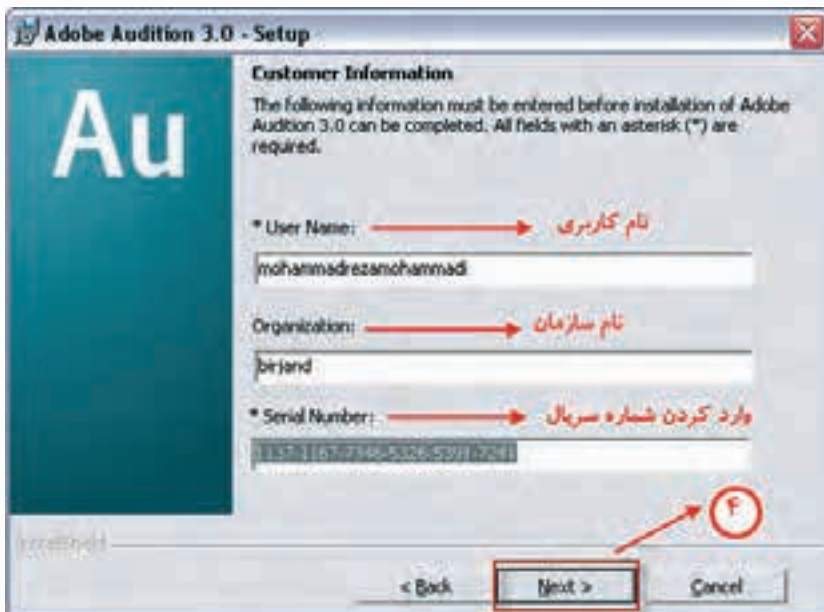 Adobe Audition 3.0 - Setup
Au
Customer Information
The following information must be entered before installation of Adobe
Audition 3.0 can be completed. All fields with an asterisk (*) are
required.
* User Name:
نام کاربری
mohammadrezamohammadi
Organization:
نام سازمان
birjand
* Serial Number:
وارد کردن شماره سریال
۴
InstallShield
< Back
Next >
Cancel